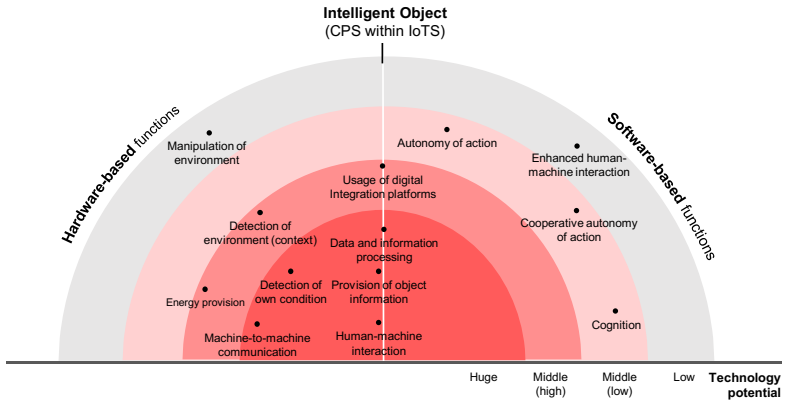 Intelligent Object
(CPS within IoTS)
Hardware-based functions
Software-based functions
Manipulation of
environment
Autonomy of action
Enhanced human-
machine interaction
Usage of digital
Integration platforms
Detection of
environment (context)
Cooperative autonomy
of action
Data and information
processing
Detection of
own condition
Provision of object
information
Energy provision
Cognition
Machine-to-machine
communication
Human-machine
interaction
Huge
Middle
(high)
Middle
(low)
Low
Technology
potential